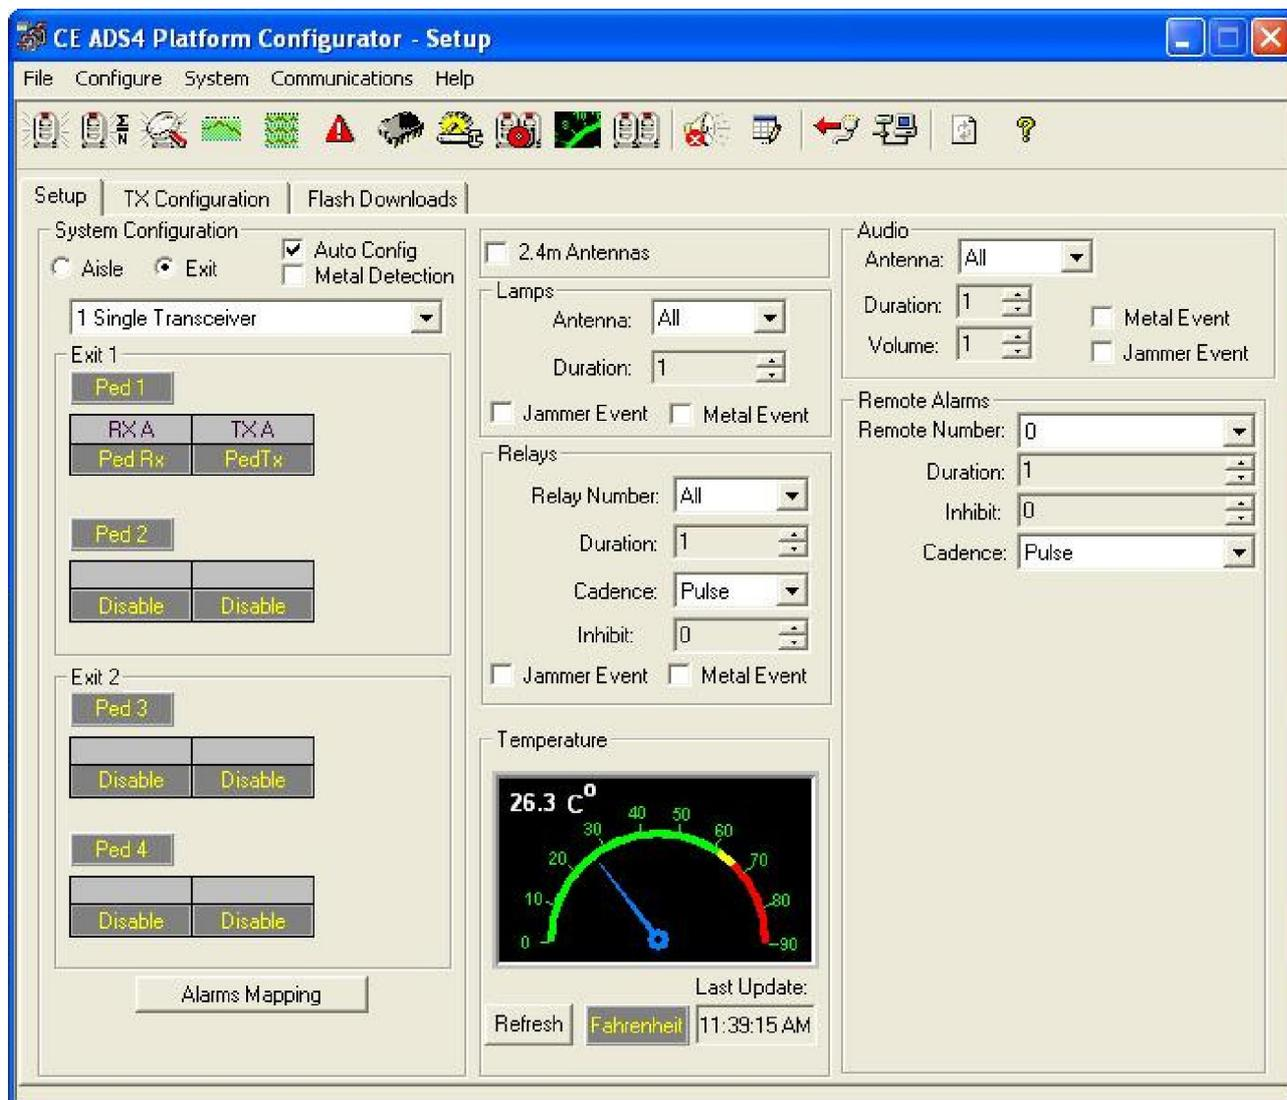 CE ADS4 Platform Configurator - Setup
File Configure System Communications Help
Σ
N
Setup TX Configuration Flash Downloads
System Configuration
Aisle Exit
Auto Config
Metal Detection
1 Single Transceiver
Exit 1
Ped 1
RX A TX A
Ped Rx PedTx
Ped 2
Disable Disable
Exit 2
Ped 3
Disable Disable
Ped 4
Disable Disable
Alarms Mapping
2.4m Antennas
Lamps
Antenna: All
Duration: 1
Jammer Event Metal Event
Relays
Relay Number: All
Duration: 1
Cadence: Pulse
Inhibit: 0
Jammer Event Metal Event
Temperature
26.3 C°
0 10 20 30 40 50 60 70 80 90
Last Update:
Refresh Fahrenheit 11:39:15 AM
Audio
Antenna: All
Duration: 1
Volume: 1
Metal Event
Jammer Event
Remote Alarms
Remote Number: 0
Duration: 1
Inhibit: 0
Cadence: Pulse